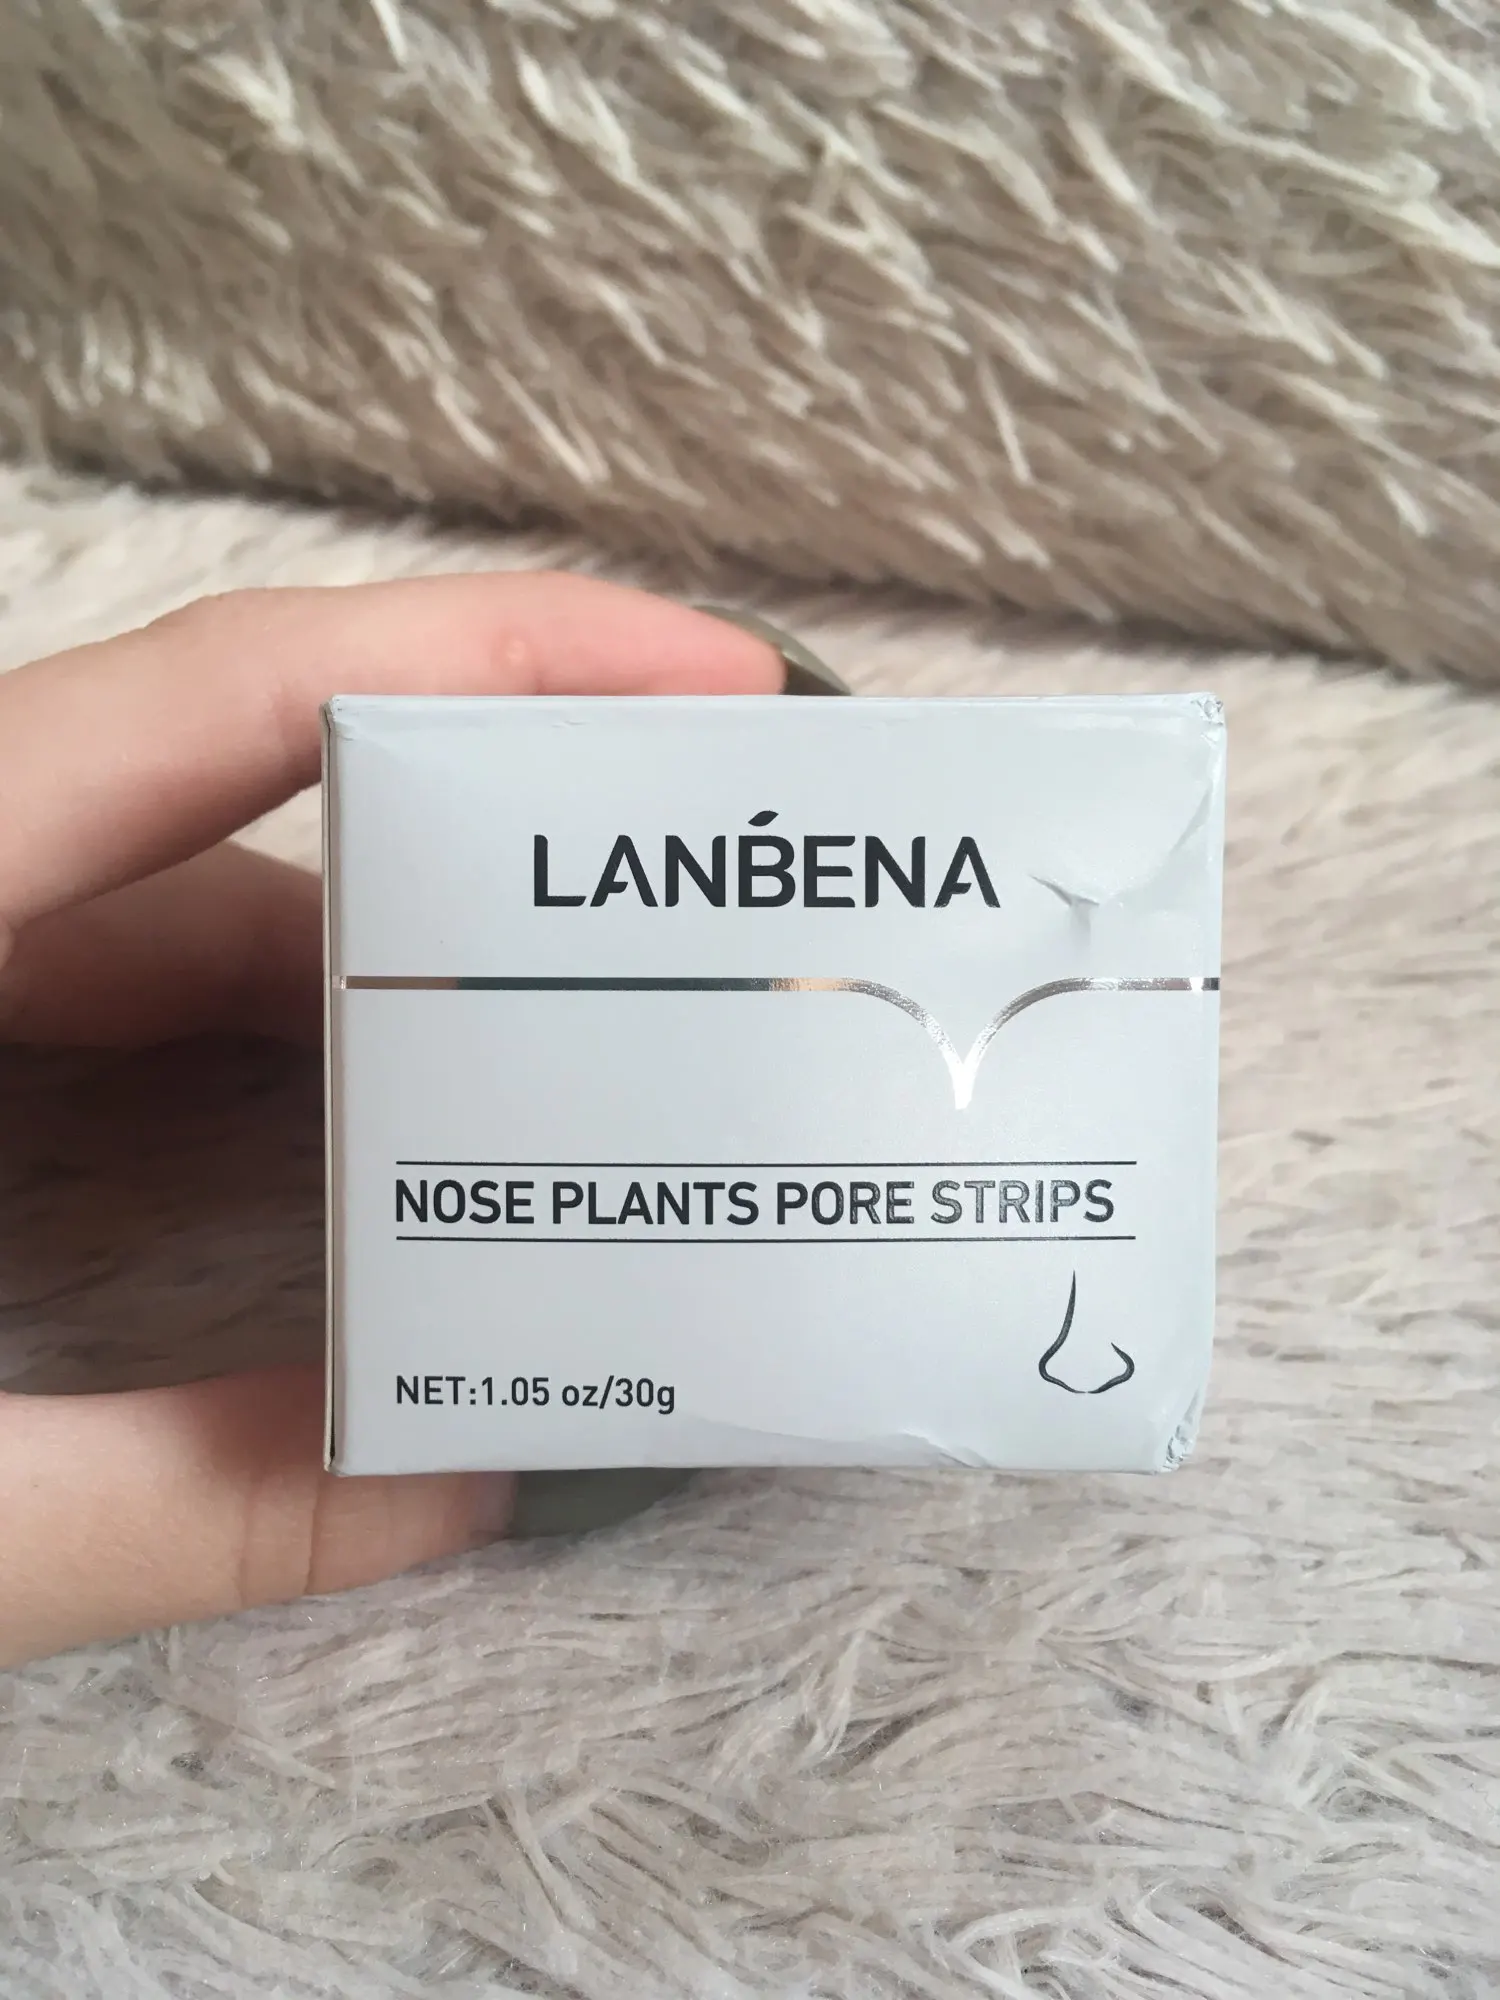 LANBENA
NOSE PLANTS PORE STRIPS
NET:1.05 oz/30g